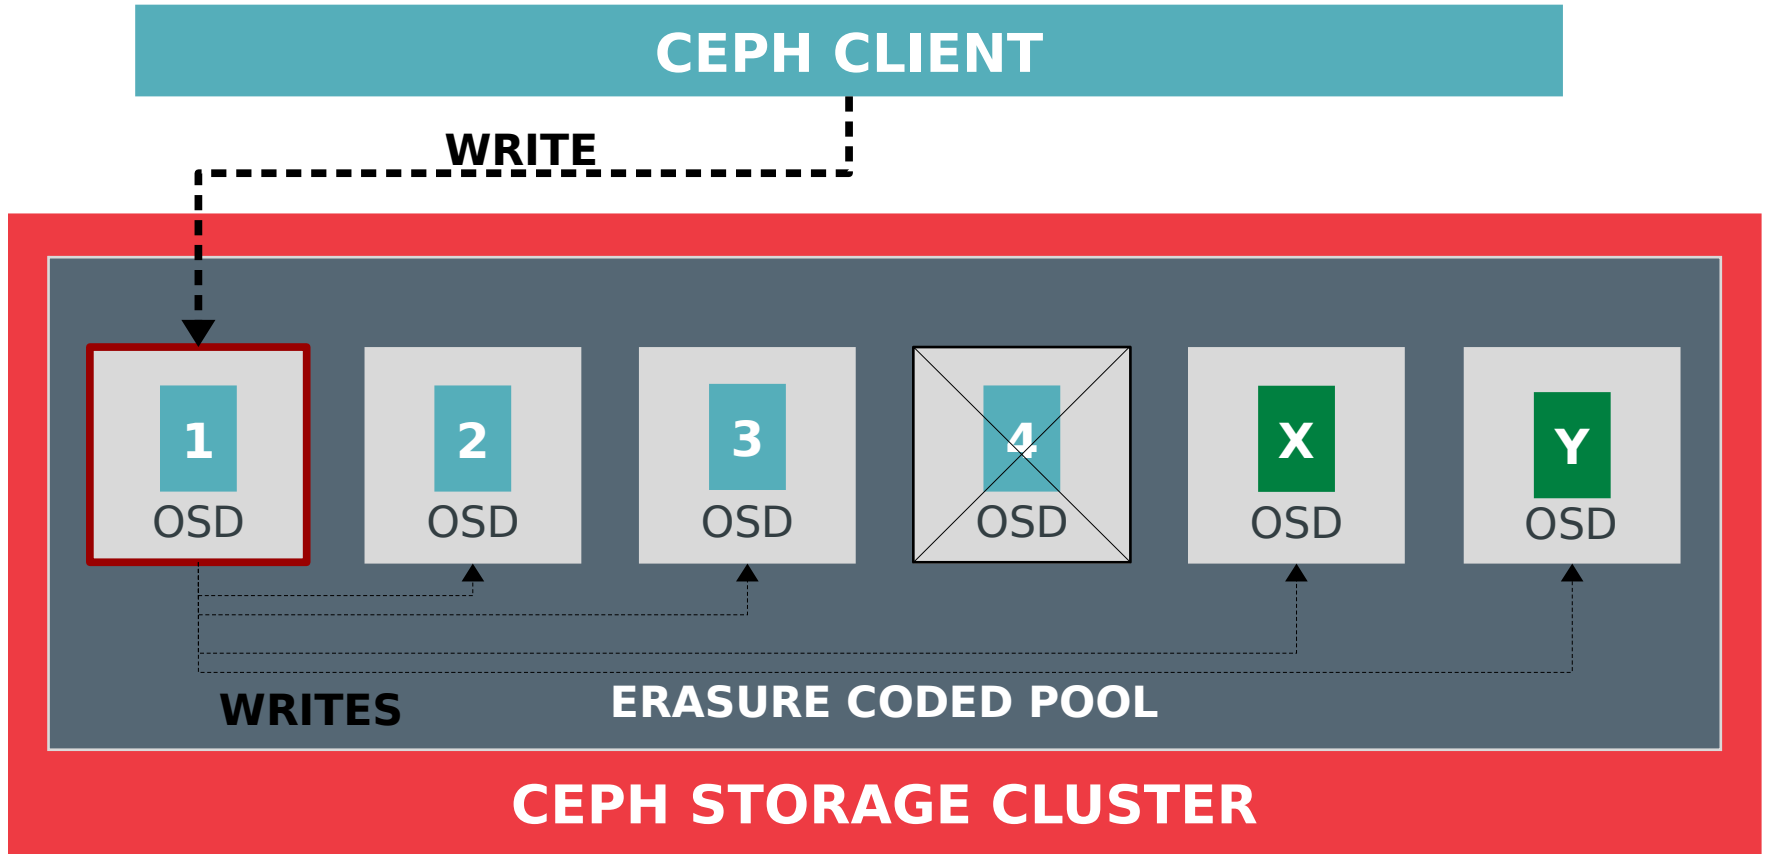 CEPH CLIENT
WRITE
1
OSD
2
OSD
3
OSD
4
OSD
X
OSD
Y
OSD
WRITES
ERASURE CODED POOL
CEPH STORAGE CLUSTER